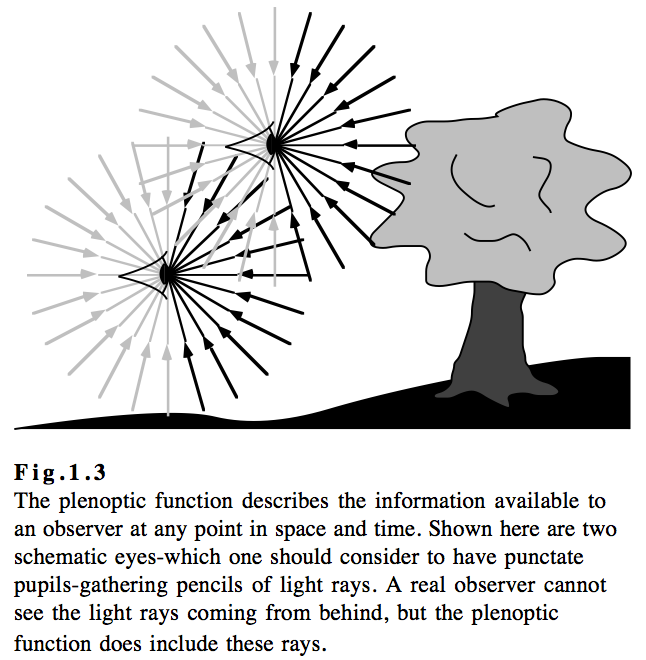 Fig.1.3
The plenoptic function describes the information available to
an observer at any point in space and time. Shown here are two
schematic eyes-which one should consider to have punctate
pupils-gathering pencils of light rays. A real observer cannot
see the light rays coming from behind, but the plenoptic
function does include these rays.